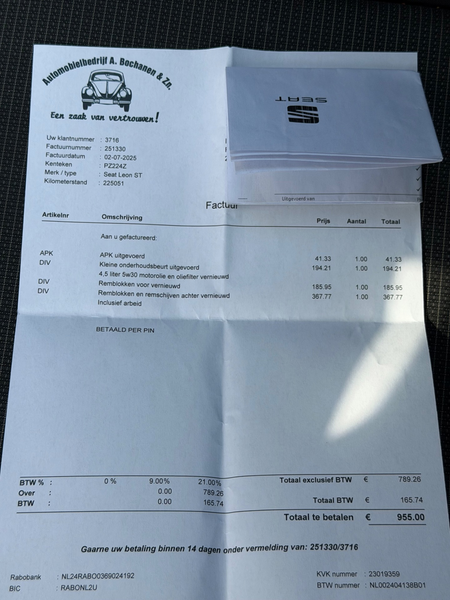 Automobielbedrijf A. Bochanen & Zn.
Een zaak van vertrouwen!
SEAT
Uw klantnummer : 3716
Factuurnummer : 251330
Factuurdatum : 02-07-2025
Kenteken : PZ224Z
Merk / type : Seat Leon ST
Kilometerstand : 225051
Uitgevoerd van
Factuur
Artikelnr Omschrijving Prijs Aantal Totaal
Aan u gefactureerd:
APK APK uitgevoerd 41.33 1.00 41.33
DIV Kleine onderhoudsbeurt uitgevoerd 194.21 1.00 194.21
4,5 liter 5w30 motorolie en oliefilter vernieuwd
DIV Remblokken voor vernieuwd 185.95 1.00 185.95
DIV Remblokken en remschijven achter vernieuwd 367.77 1.00 367.77
Inclusief arbeid
BETAALD PER PIN
BTW % : 0 % 9.00% 21.00% Totaal exclusief BTW € 789.26
Over : 0.00 789.26
BTW : 0.00 165.74 Totaal BTW € 165.74
Totaal te betalen € 955.00
Gaarne uw betaling binnen 14 dagen onder vermelding van: 251330/3716
Rabobank : NL24RABO0369024192 KVK nummer : 23019359
BIC : RABONL2U BTW nummer : NL002404138B01